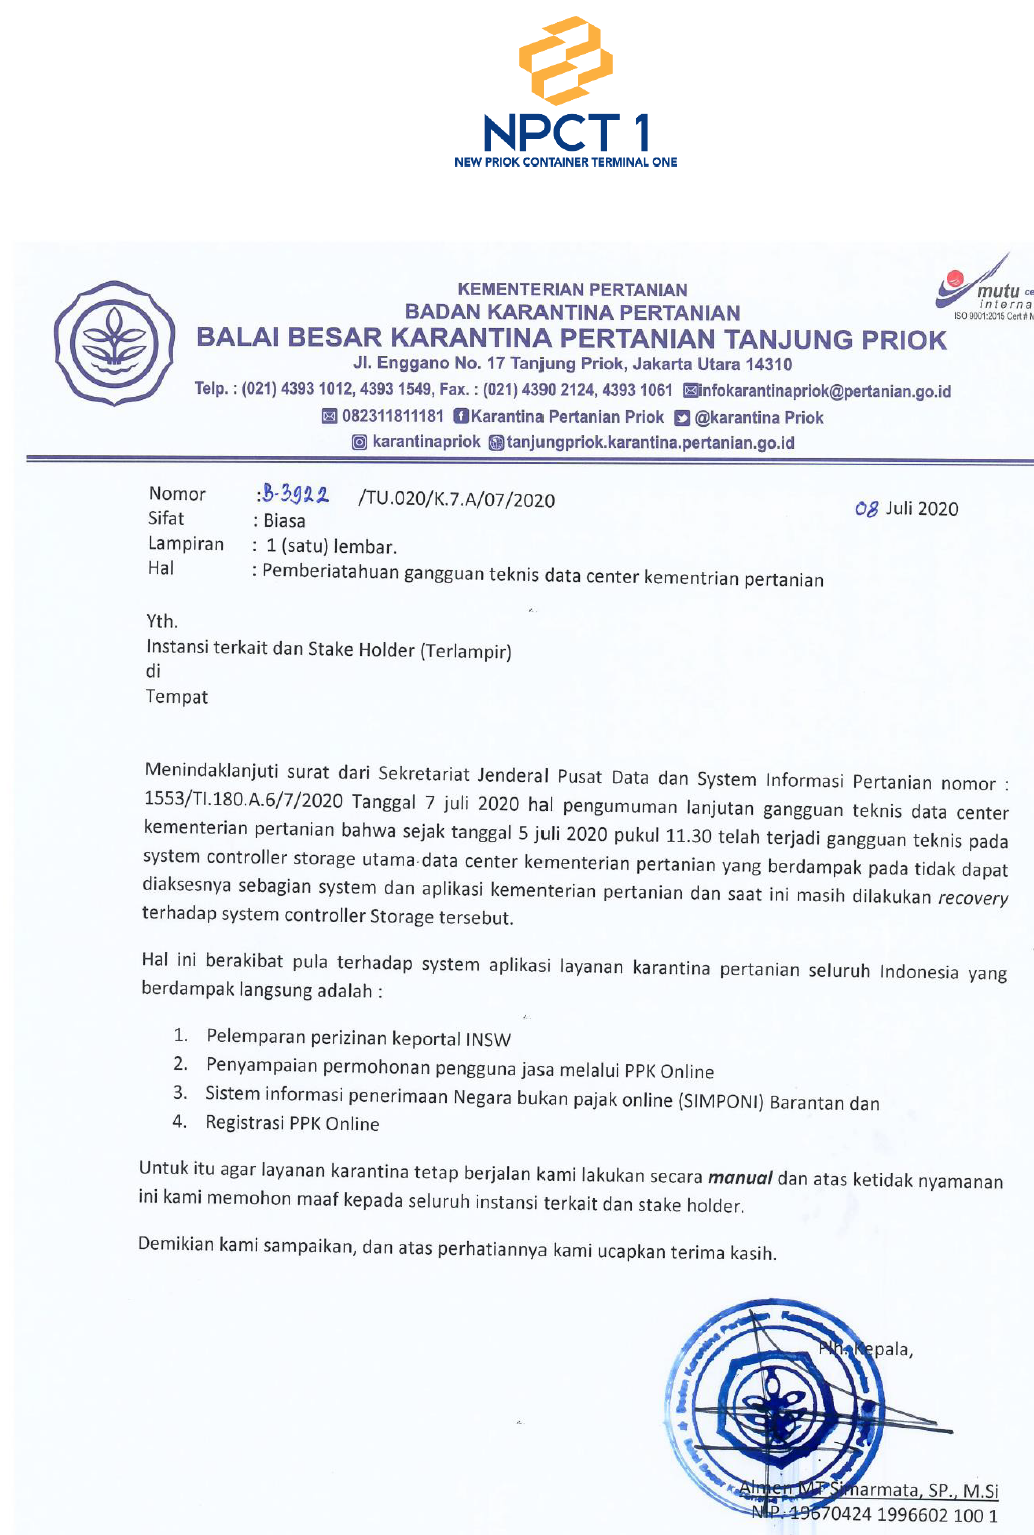 NPCT 1
NEW PRIOK CONTAINER TERMINAL ONE
KEMENTERIAN PERTANIAN
BADAN KARANTINA PERTANIAN
BALAI BESAR KARANTINA PERTANIAN TANJUNG PRIOK
Jl. Enggano No. 17 Tanjung Priok, Jakarta Utara 14310
Telp. : (021) 4393 1012, 4393 1549, Fax. : (021) 4390 2124, 4393 1061 infokarantinapriok@pertanian.go.id
082311811181 Karantina Pertanian Priok @karantina Priok
karantinapriok tanjungpriok.karantina.pertanian.go.id
mutu ce
interna
ISO 9001:2015 Cert # N
Nomor : B-3922 /TU.020/K.7.A/07/2020
08 Juli 2020
Sifat : Biasa
Lampiran : 1 (satu) lembar.
Hal : Pemberiatahuan gangguan teknis data center kementrian pertanian
Yth.
Instansi terkait dan Stake Holder (Terlampir)
di
Tempat
Menindaklanjuti surat dari Sekretariat Jenderal Pusat Data dan System Informasi Pertanian nomor :
1553/TI.180.A.6/7/2020 Tanggal 7 juli 2020 hal pengumuman lanjutan gangguan teknis data center
kementerian pertanian bahwa sejak tanggal 5 juli 2020 pukul 11.30 telah terjadi gangguan teknis pada
system controller storage utama data center kementerian pertanian yang berdampak pada tidak dapat
diaksesnya sebagian system dan aplikasi kementerian pertanian dan saat ini masih dilakukan recovery
terhadap system controller Storage tersebut.
Hal ini berakibat pula terhadap system aplikasi layanan karantina pertanian seluruh Indonesia yang
berdampak langsung adalah :
1. Pelemparan perizinan keportal INSW
2. Penyampaian permohonan pengguna jasa melalui PPK Online
3. Sistem informasi penerimaan Negara bukan pajak online (SIMPONI) Barantan dan
4. Registrasi PPK Online
Untuk itu agar layanan karantina tetap berjalan kami lakukan secara manual dan atas ketidak nyamanan
ini kami memohon maaf kepada seluruh instansi terkait dan stake holder.
Demikian kami sampaikan, dan atas perhatiannya kami ucapkan terima kasih.
Plh. Kepala,
Almen MT Simarmata, SP., M.Si
NIP. 19670424 1996602 100 1